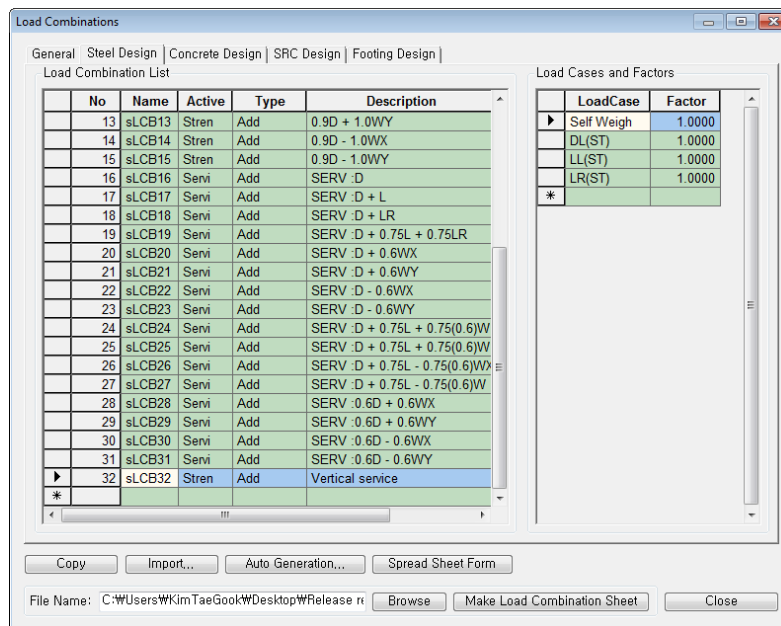 Load Combinations
General Steel Design Concrete Design SRC Design Footing Design
Load Combination List
No Name Active Type Description
13 sLCB13 Stren Add 0.9D + 1.0WY
14 sLCB14 Stren Add 0.9D - 1.0WX
15 sLCB15 Stren Add 0.9D - 1.0WY
16 sLCB16 Servi Add SERV :D
17 sLCB17 Servi Add SERV :D + L
18 sLCB18 Servi Add SERV :D + LR
19 sLCB19 Servi Add SERV :D + 0.75L + 0.75LR
20 sLCB20 Servi Add SERV :D + 0.6WX
21 sLCB21 Servi Add SERV :D + 0.6WY
22 sLCB22 Servi Add SERV :D - 0.6WX
23 sLCB23 Servi Add SERV :D - 0.6WY
24 sLCB24 Servi Add SERV :D + 0.75L + 0.75(0.6)W
25 sLCB25 Servi Add SERV :D + 0.75L + 0.75(0.6)W
26 sLCB26 Servi Add SERV :D + 0.75L - 0.75(0.6)WX
27 sLCB27 Servi Add SERV :D + 0.75L - 0.75(0.6)W
28 sLCB28 Servi Add SERV :0.6D + 0.6WX
29 sLCB29 Servi Add SERV :0.6D + 0.6WY
30 sLCB30 Servi Add SERV :0.6D - 0.6WX
31 sLCB31 Servi Add SERV :0.6D - 0.6WY
32 sLCB32 Stren Add Vertical service
Load Cases and Factors
LoadCase Factor
Self Weigh 1.0000
DL(ST) 1.0000
LL(ST) 1.0000
LR(ST) 1.0000
Copy Import... Auto Generation... Spread Sheet Form
File Name: C:₩Users₩KimTaeGook₩Desktop₩Release re Browse Make Load Combination Sheet Close